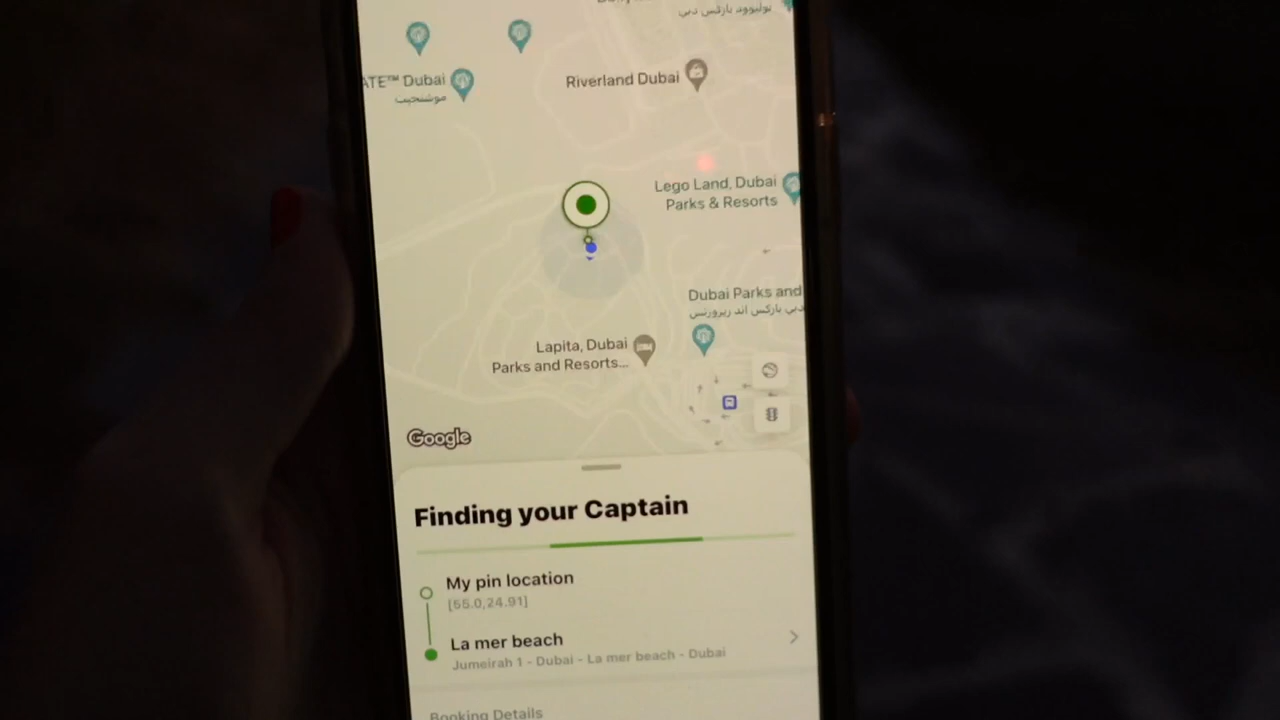 بوليوود باركس دبي
ATE™ Dubai
موشنجيت
Riverland Dubai
Lego Land, Dubai
Parks & Resorts
Dubai Parks and
دبي باركس اند ريزورتس
Lapita, Dubai
Parks and Resorts...
Google
Finding your Captain
My pin location
[55.0,24.91]
La mer beach
Jumeirah 1 - Dubai - La mer beach - Dubai
Booking Details